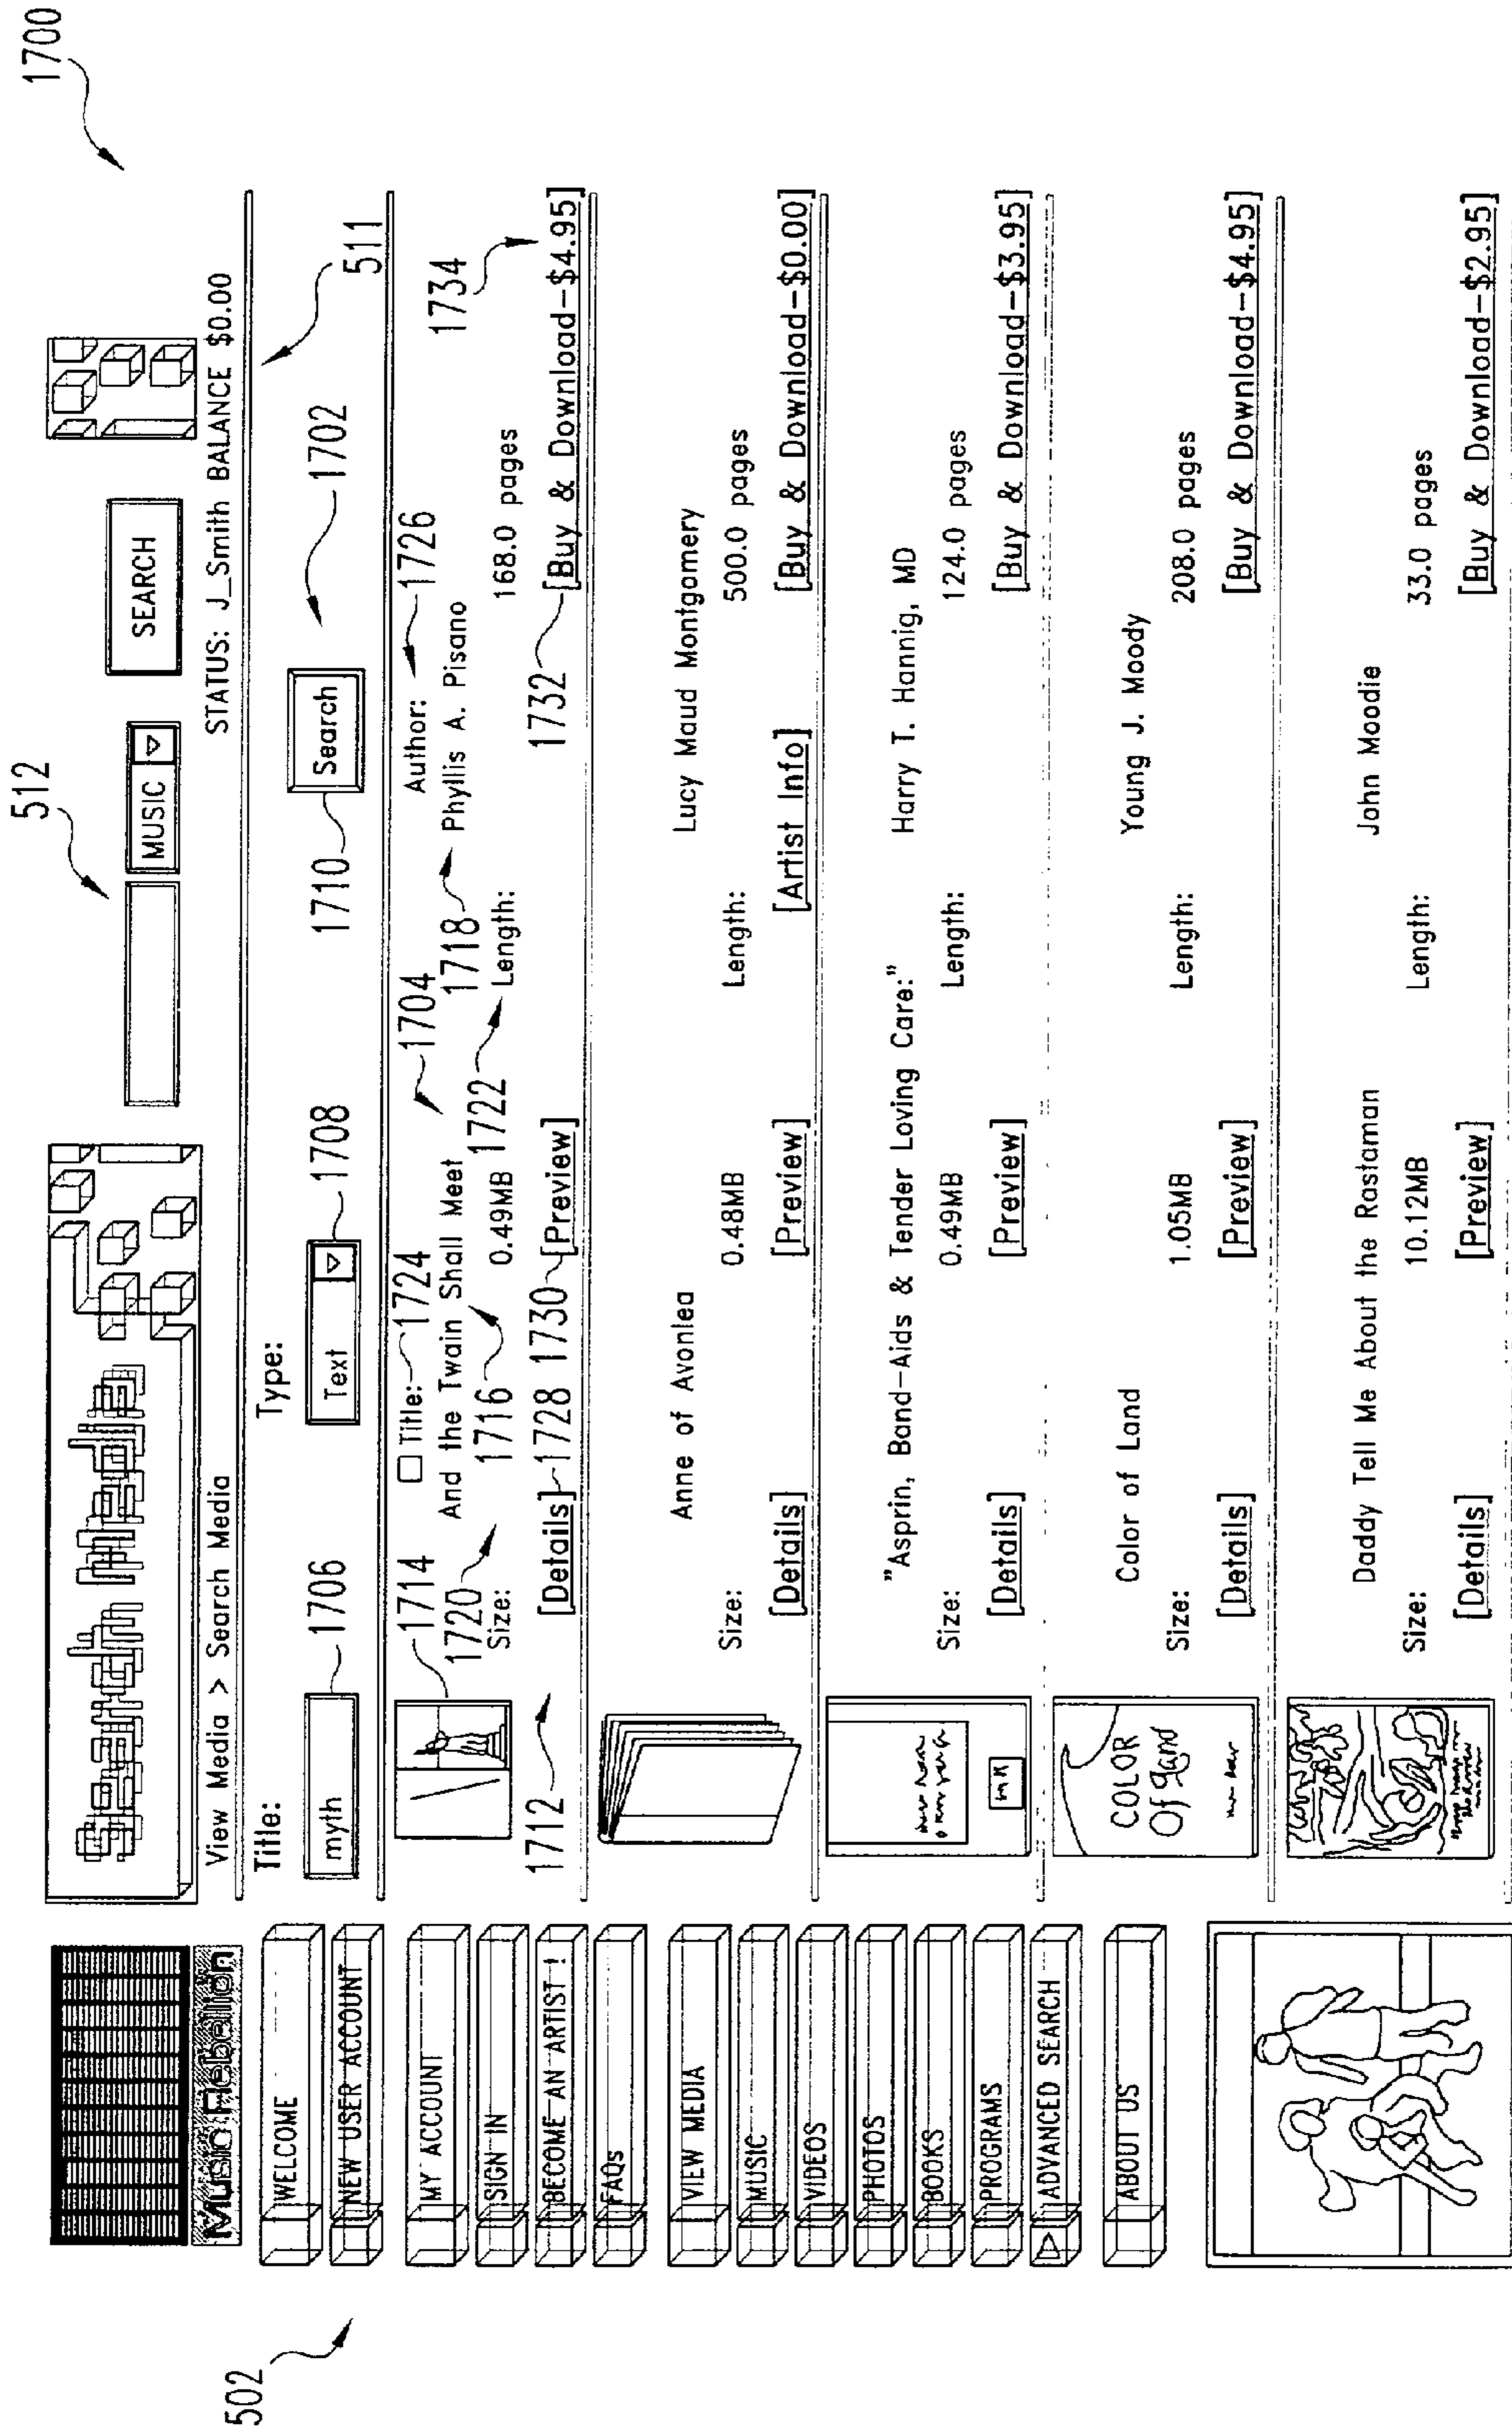 1700
512
502
Music Rebellion
MUSIC ▽
SEARCH
View Media > Search Media
STATUS: J_Smith BALANCE $0.00
511
WELCOME
NEW USER ACCOUNT
MY ACCOUNT
SIGN IN
BECOME AN ARTIST !
FAQs
VIEW MEDIA
MUSIC
VIDEOS
PHOTOS
BOOKS
PROGRAMS
ADVANCED SEARCH
ABOUT US
Title:
Type:
myth
1706
Text ▽
1708
1710
Search
1702
1714
Title:
1724
1704
Author:
1726
And the Twain Shall Meet
1718
Phyllis A. Pisano
1720
Size:
1716
0.49MB
1722
Length:
168.0 pages
1734
1712
[Details]
1728
1730
[Preview]
1732
[Buy & Download-$4.95]
Anne of Avonlea
Lucy Maud Montgomery
Size:
0.48MB
Length:
500.0 pages
[Details]
[Preview]
[Artist Info]
[Buy & Download-$0.00]
"Asprin, Band-Aids & Tender Loving Care:"
Harry T. Hannig, MD
Size:
0.49MB
Length:
124.0 pages
[Details]
[Preview]
[Buy & Download-$3.95]
COLOR
Of Land
Color of Land
Young J. Moody
Size:
1.05MB
Length:
208.0 pages
[Details]
[Preview]
[Buy & Download-$4.95]
Daddy Tell Me About the Rastaman
John Moodie
Size:
10.12MB
Length:
33.0 pages
[Details]
[Preview]
[Buy & Download-$2.95]